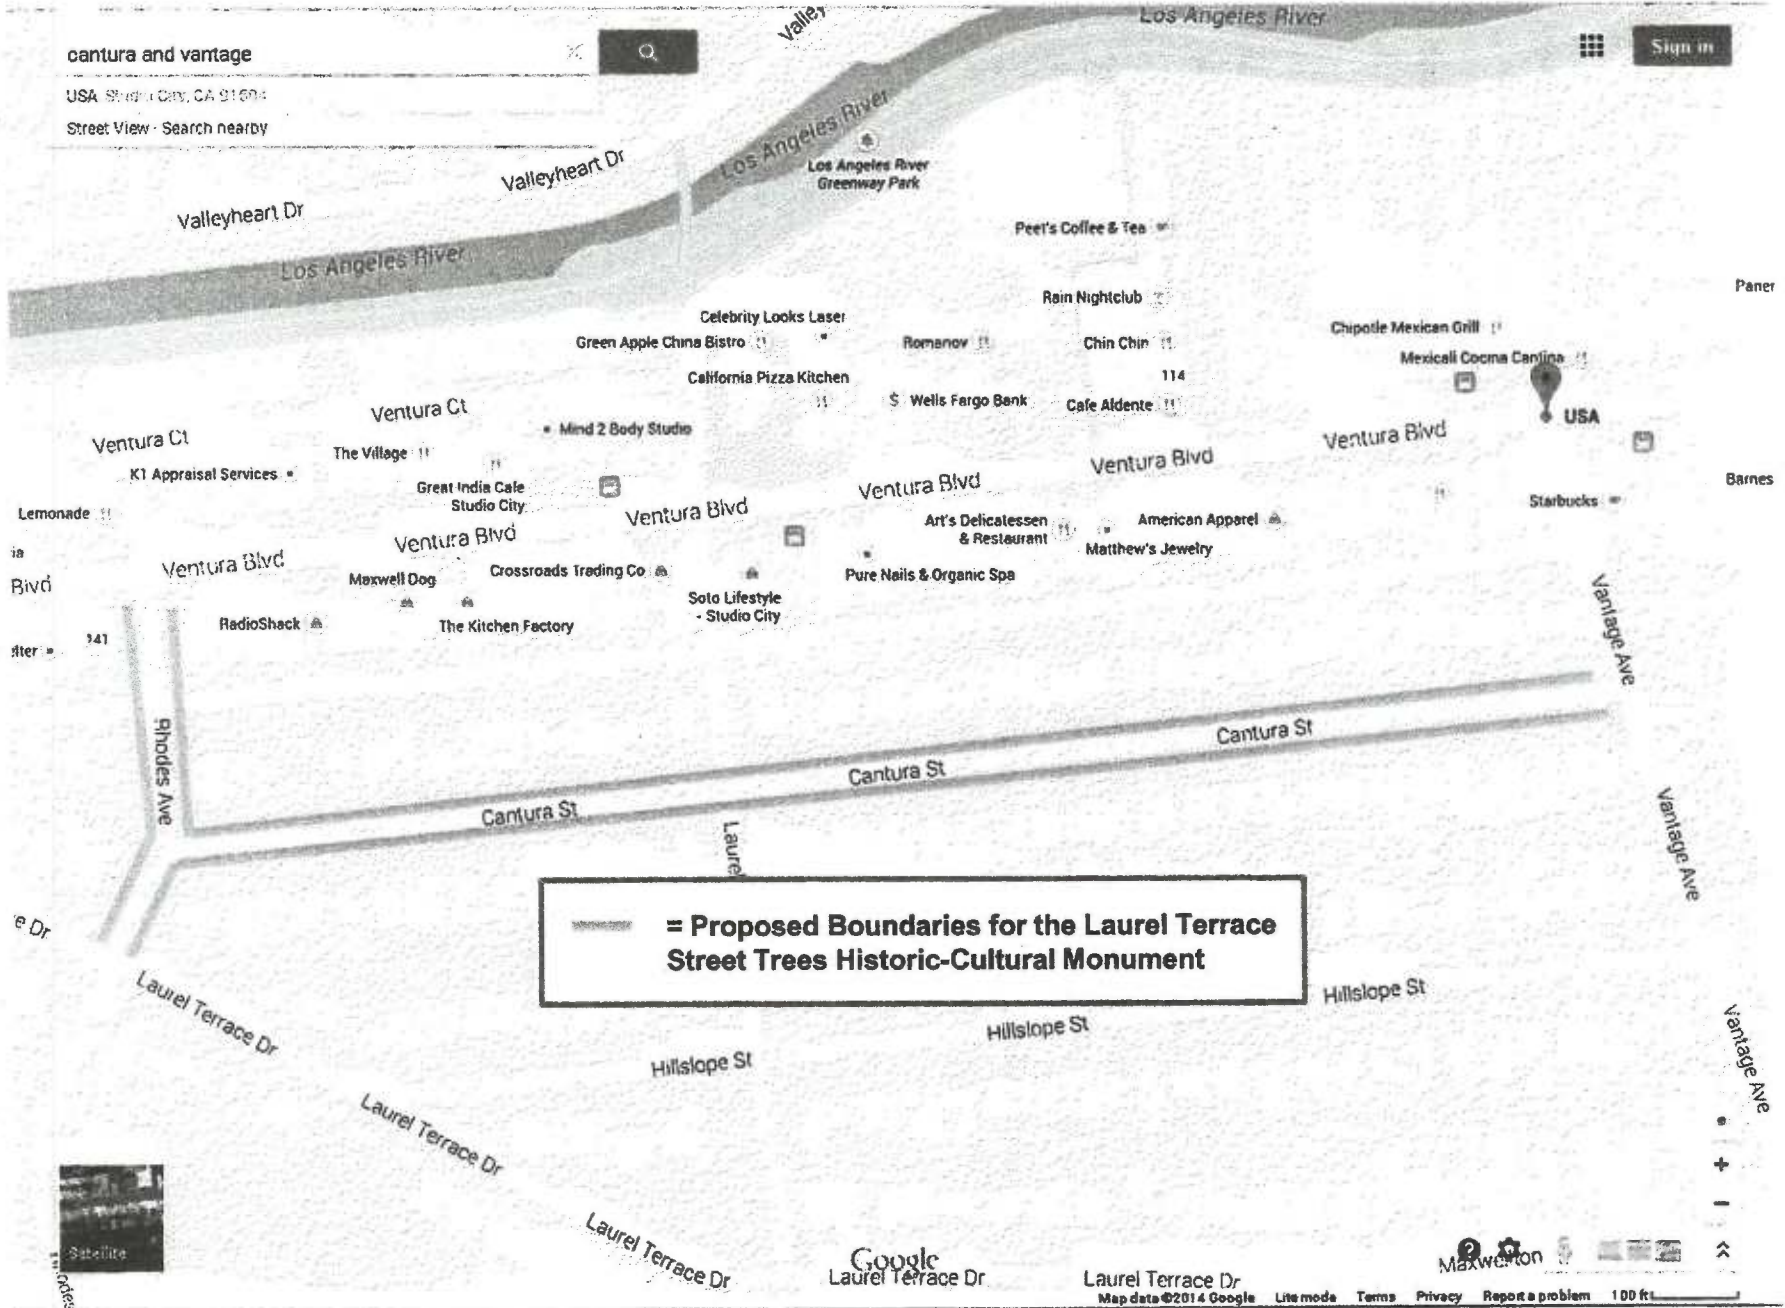 Los Angeles River
cantura and vantage
Sign in
USA
Street View · Search nearby
Los Angeles River
Los Angeles River
Greenway Park
Valleyheart Dr
Valleyheart Dr
Los Angeles River
Peet's Coffee & Tea
Rain Nightclub
Paner
Celebrity Looks Laser
Green Apple China Bistro
Romanov
Chin Chin
Chipotle Mexican Grill
Mexicali Cocina Cantina
California Pizza Kitchen
114
Wells Fargo Bank
Cafe Aldente
USA
Ventura Ct
Ventura Ct
Mind 2 Body Studio
Ventura Blvd
The Village
Ventura Blvd
K1 Appraisal Services
Great India Cafe
Studio City
Ventura Blvd
Barnes
Starbucks
Lemonade
Ventura Blvd
Art's Delicatessen
& Restaurant
American Apparel
Matthew's Jewelry
ia
Blvd
Ventura Blvd
Ventura Blvd
Maxwell Dog
Crossroads Trading Co
Pure Nails & Organic Spa
Soto Lifestyle
- Studio City
RadioShack
The Kitchen Factory
Vantage Ave
141
Rhodes Ave
Cantura St
Cantura St
Cantura St
Laurel
Vantage Ave
= Proposed Boundaries for the Laurel Terrace
Street Trees Historic-Cultural Monument
e Dr
Laurel Terrace Dr
Hillslope St
Hillslope St
Hillslope St
Vantage Ave
Laurel Terrace Dr
Laurel Terrace Dr
Satellite
Google
Laurel Terrace Dr
Laurel Terrace Dr
Map data ©2014 Google Lite mode Terms Privacy Report a problem 100 ft